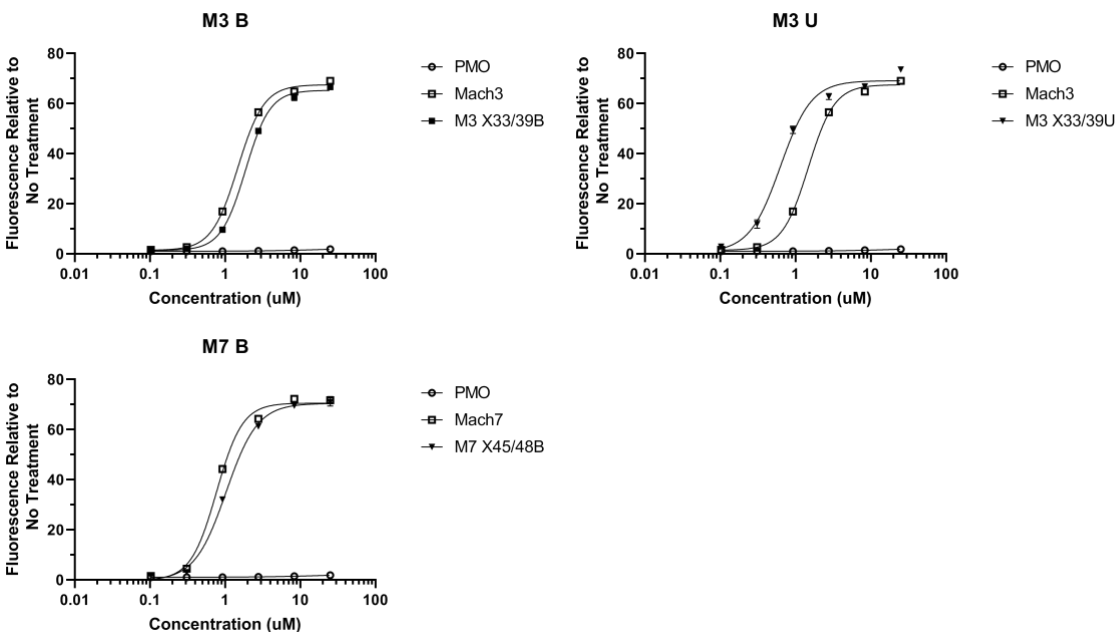 M3 B
Fluorescence Relative to
No Treatment
80
60
40
20
0
0.01
0.1
1
10
100
Concentration (uM)
PMO
Mach3
M3 X33/39B
M3 U
Fluorescence Relative to
No Treatment
80
60
40
20
0
0.01
0.1
1
10
100
Concentration (uM)
PMO
Mach3
M3 X33/39U
M7 B
Fluorescence Relative to
No Treatment
80
60
40
20
0
0.01
0.1
1
10
100
Concentration (uM)
PMO
Mach7
M7 X45/48B